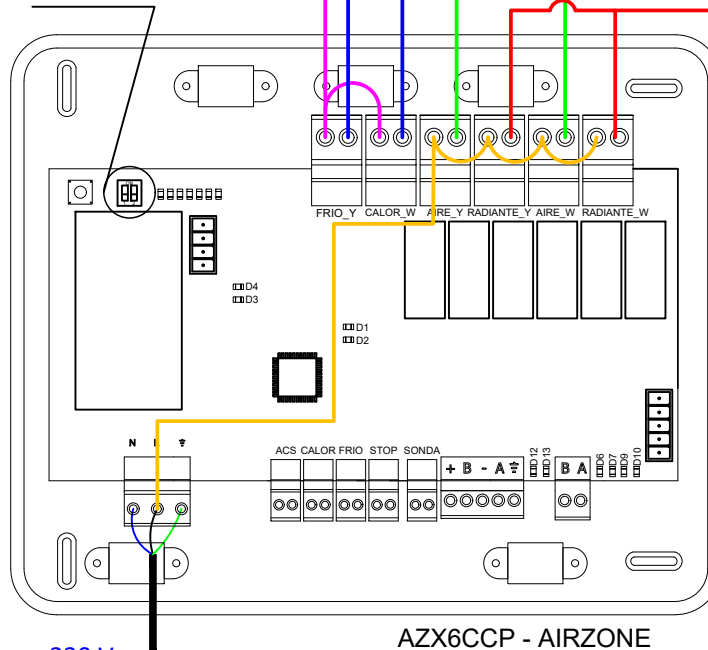 FRIO_Y CALOR_W AIRE_Y RADIANTE_Y AIRE_W RADIANTE_W
D4
D3
D1
D2
N
ACS CALOR FRIO STOP SONDA
+ B - A
D12
D13
B A
D6
D7
D9
D10
AZX6CCP - AIRZONE